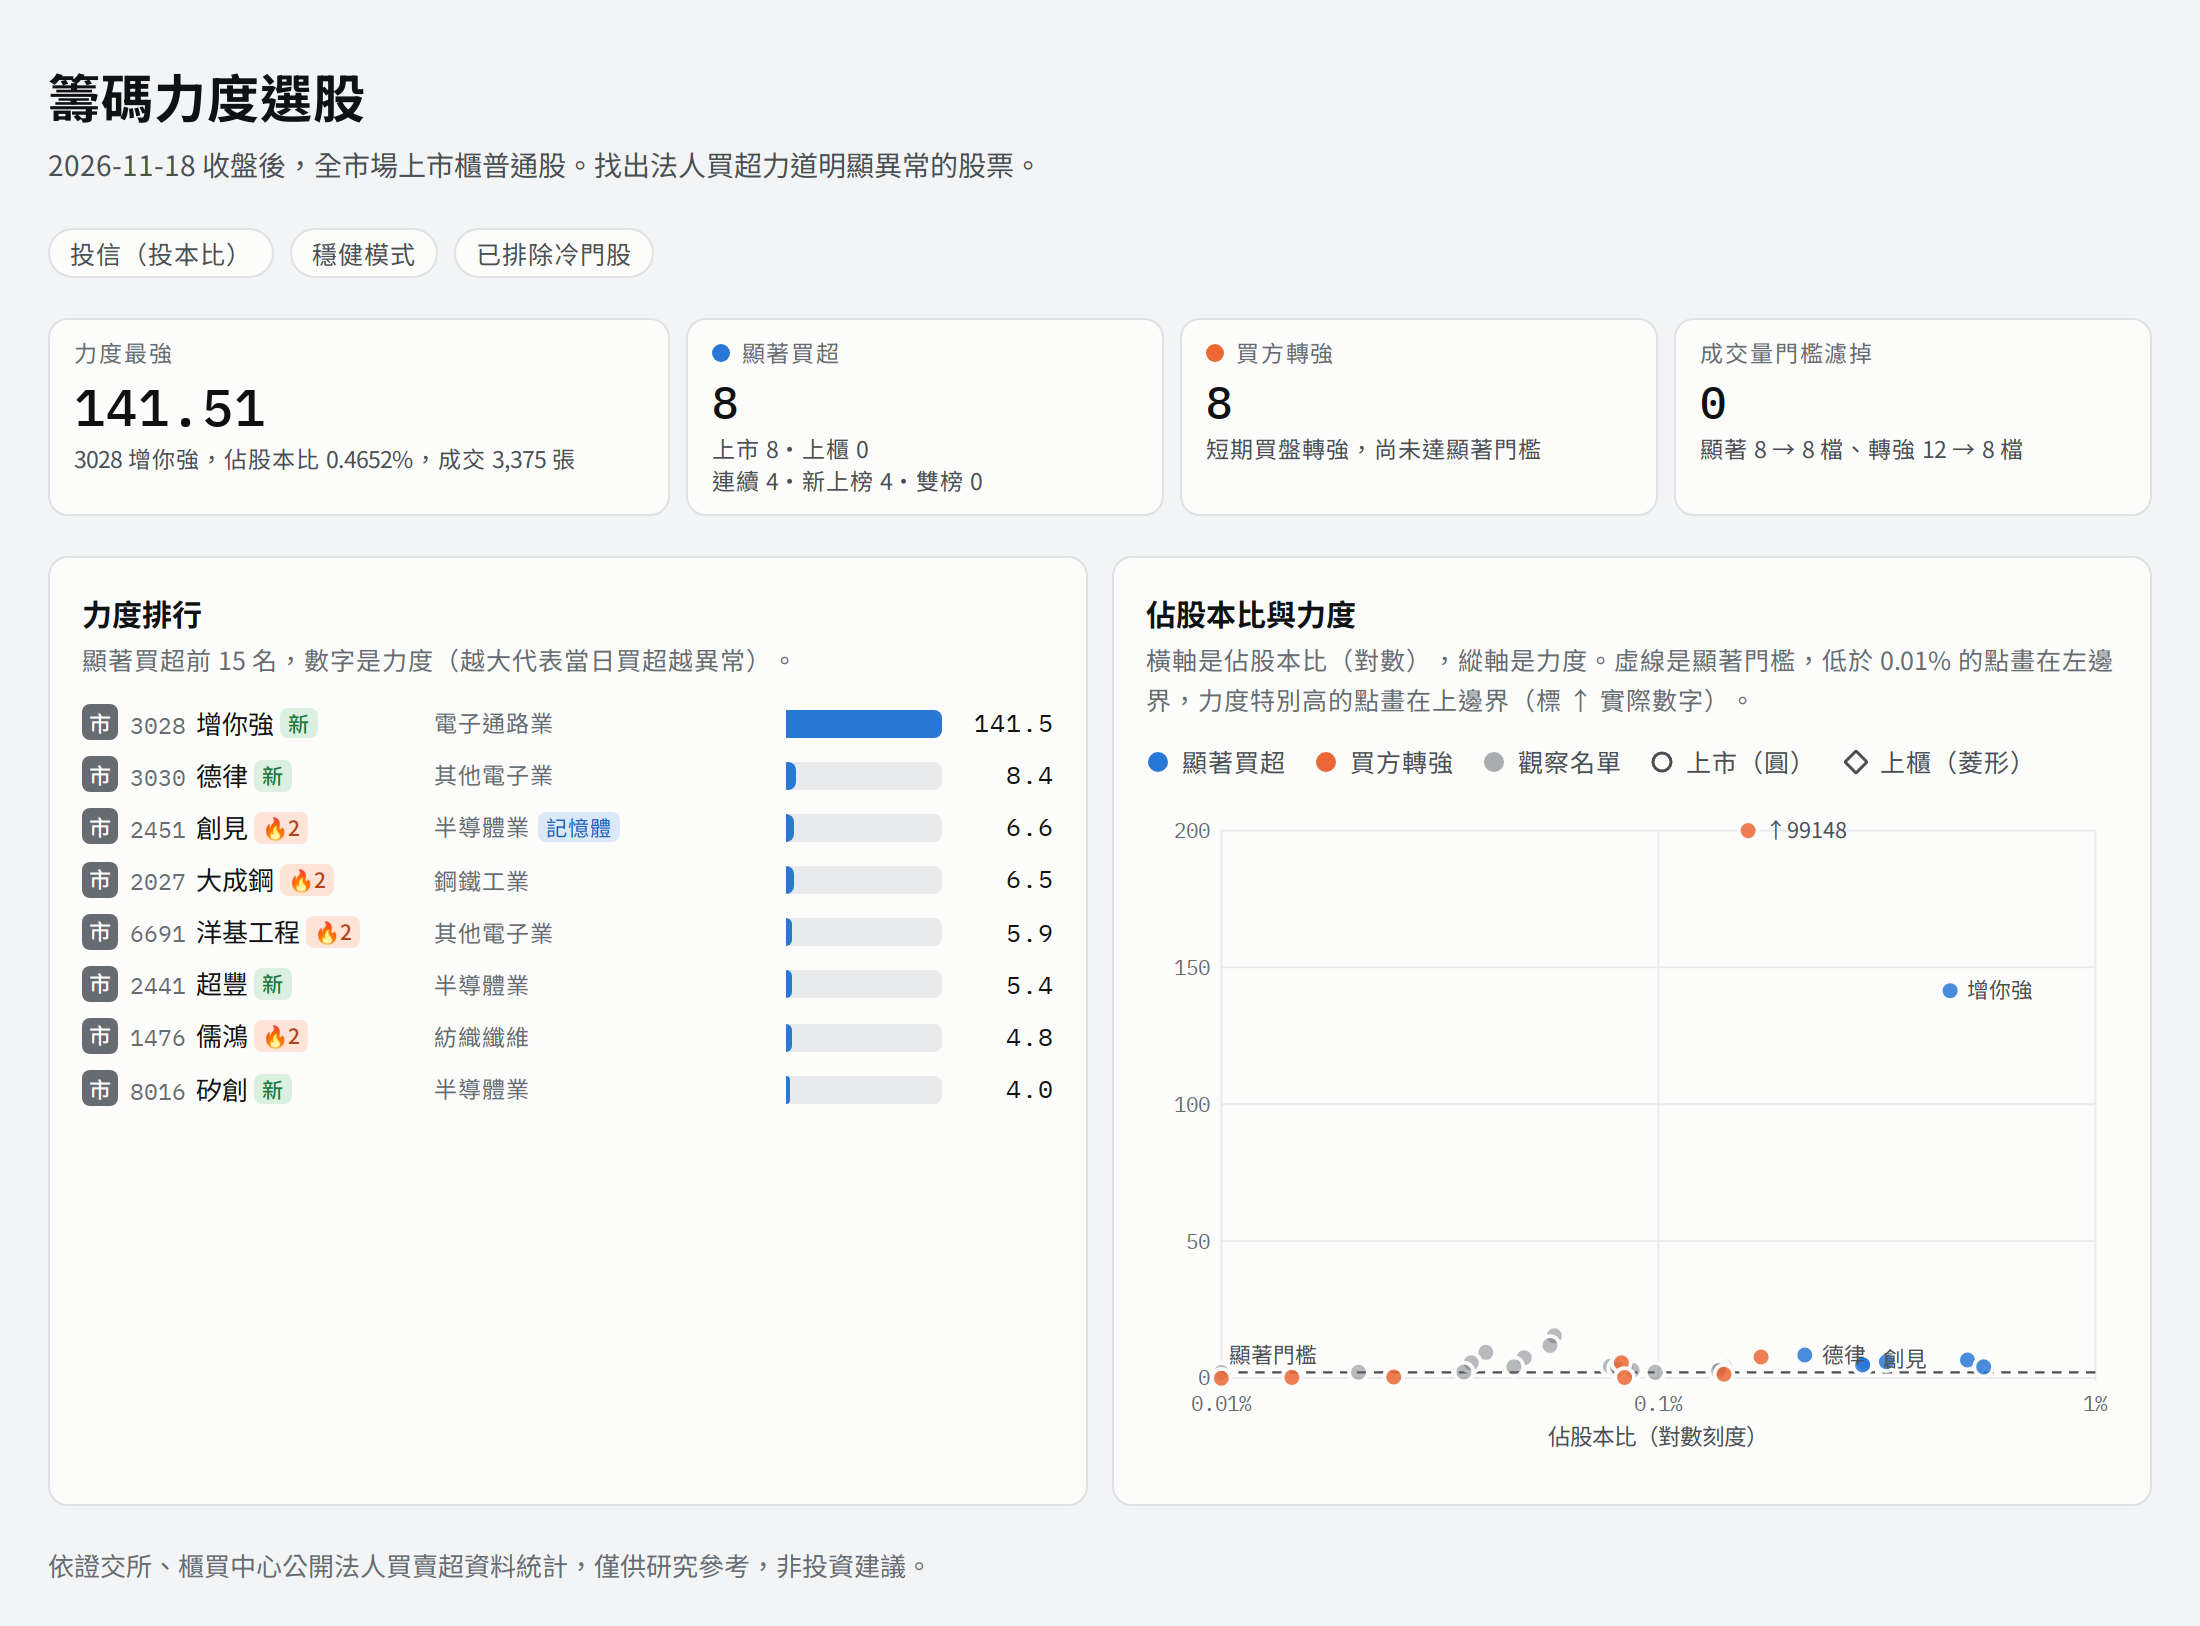 籌碼力度選股
2026-11-18 收盤後，全市場上市櫃普通股。找出法人買超力道明顯異常的股票。
投信（投本比）
穩健模式
已排除冷門股
力度最強
141.51
3028 增你強，佔股本比 0.4652%，成交 3,375 張
顯著買超
8
上市 8・上櫃 0
連續 4・新上榜 4・雙榜 0
買方轉強
8
短期買盤轉強，尚未達顯著門檻
成交量門檻濾掉
0
顯著 8 → 8 檔、轉強 12 → 8 檔
力度排行
顯著買超前 15 名，數字是力度（越大代表當日買超越異常）。
市 3028 增你強 新 電子通路業 141.5
市 3030 德律 新 其他電子業 8.4
市 2451 創見 🔥2 半導體業 記憶體 6.6
市 2027 大成鋼 🔥2 鋼鐵工業 6.5
市 6691 洋基工程 🔥2 其他電子業 5.9
市 2441 超豐 新 半導體業 5.4
市 1476 儒鴻 🔥2 紡織纖維 4.8
市 8016 矽創 新 半導體業 4.0
佔股本比與力度
橫軸是佔股本比（對數），縱軸是力度。虛線是顯著門檻，低於 0.01% 的點畫在左邊
界，力度特別高的點畫在上邊界（標 ↑ 實際數字）。
顯著買超 買方轉強 觀察名單 上市（圓） 上櫃（菱形）
200
↑99148
150
增你強
100
50
顯著門檻
德律
創見
0
0.01% 0.1% 1%
佔股本比（對數刻度）
依證交所、櫃買中心公開法人買賣超資料統計，僅供研究參考，非投資建議。